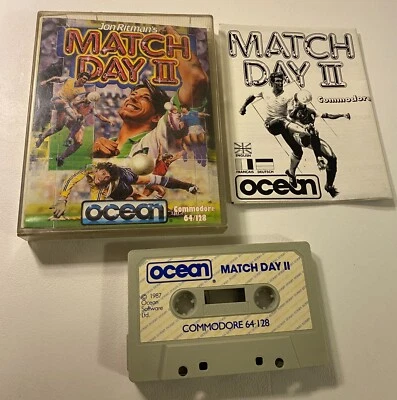 Jon Ritman's
MATCH
DAY II
ocean
Commodore
64/128
MATCH
DAY II
Commodore
ENGLISH
FRANÇAIS DEUTSCH
ocean
ocean
MATCH DAY II
© 1987
Ocean
Software
Ltd.
COMMODORE 64·128